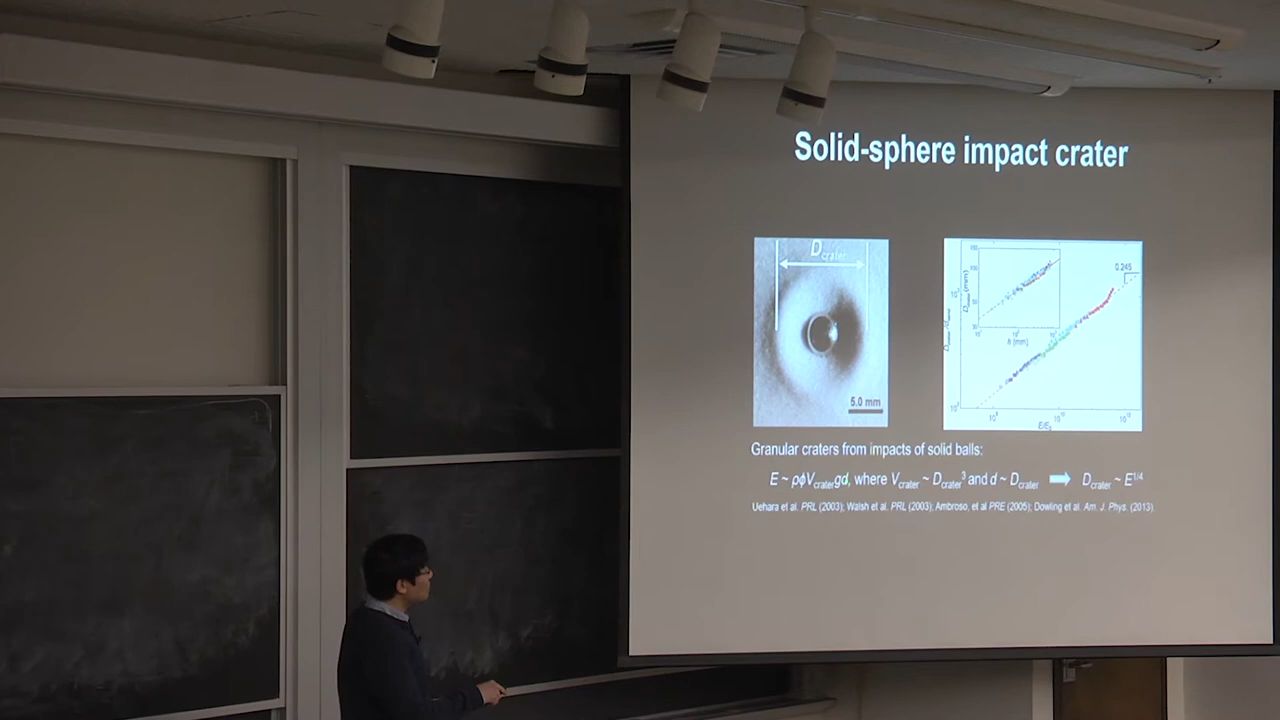 Solid-sphere impact crater
D_crater
5.0 mm
0.245
h (mm)
E/E
Granular craters from impacts of solid balls:
E ~ ρϕV_crater gd, where V_crater ~ D_crater³ and d ~ D_crater ➡ D_crater ~ E^1/4
Uehara et al. PRL (2003); Walsh et al. PRL (2003); Ambroso, et al PRE (2005); Dowling et al. Am. J. Phys. (2013).